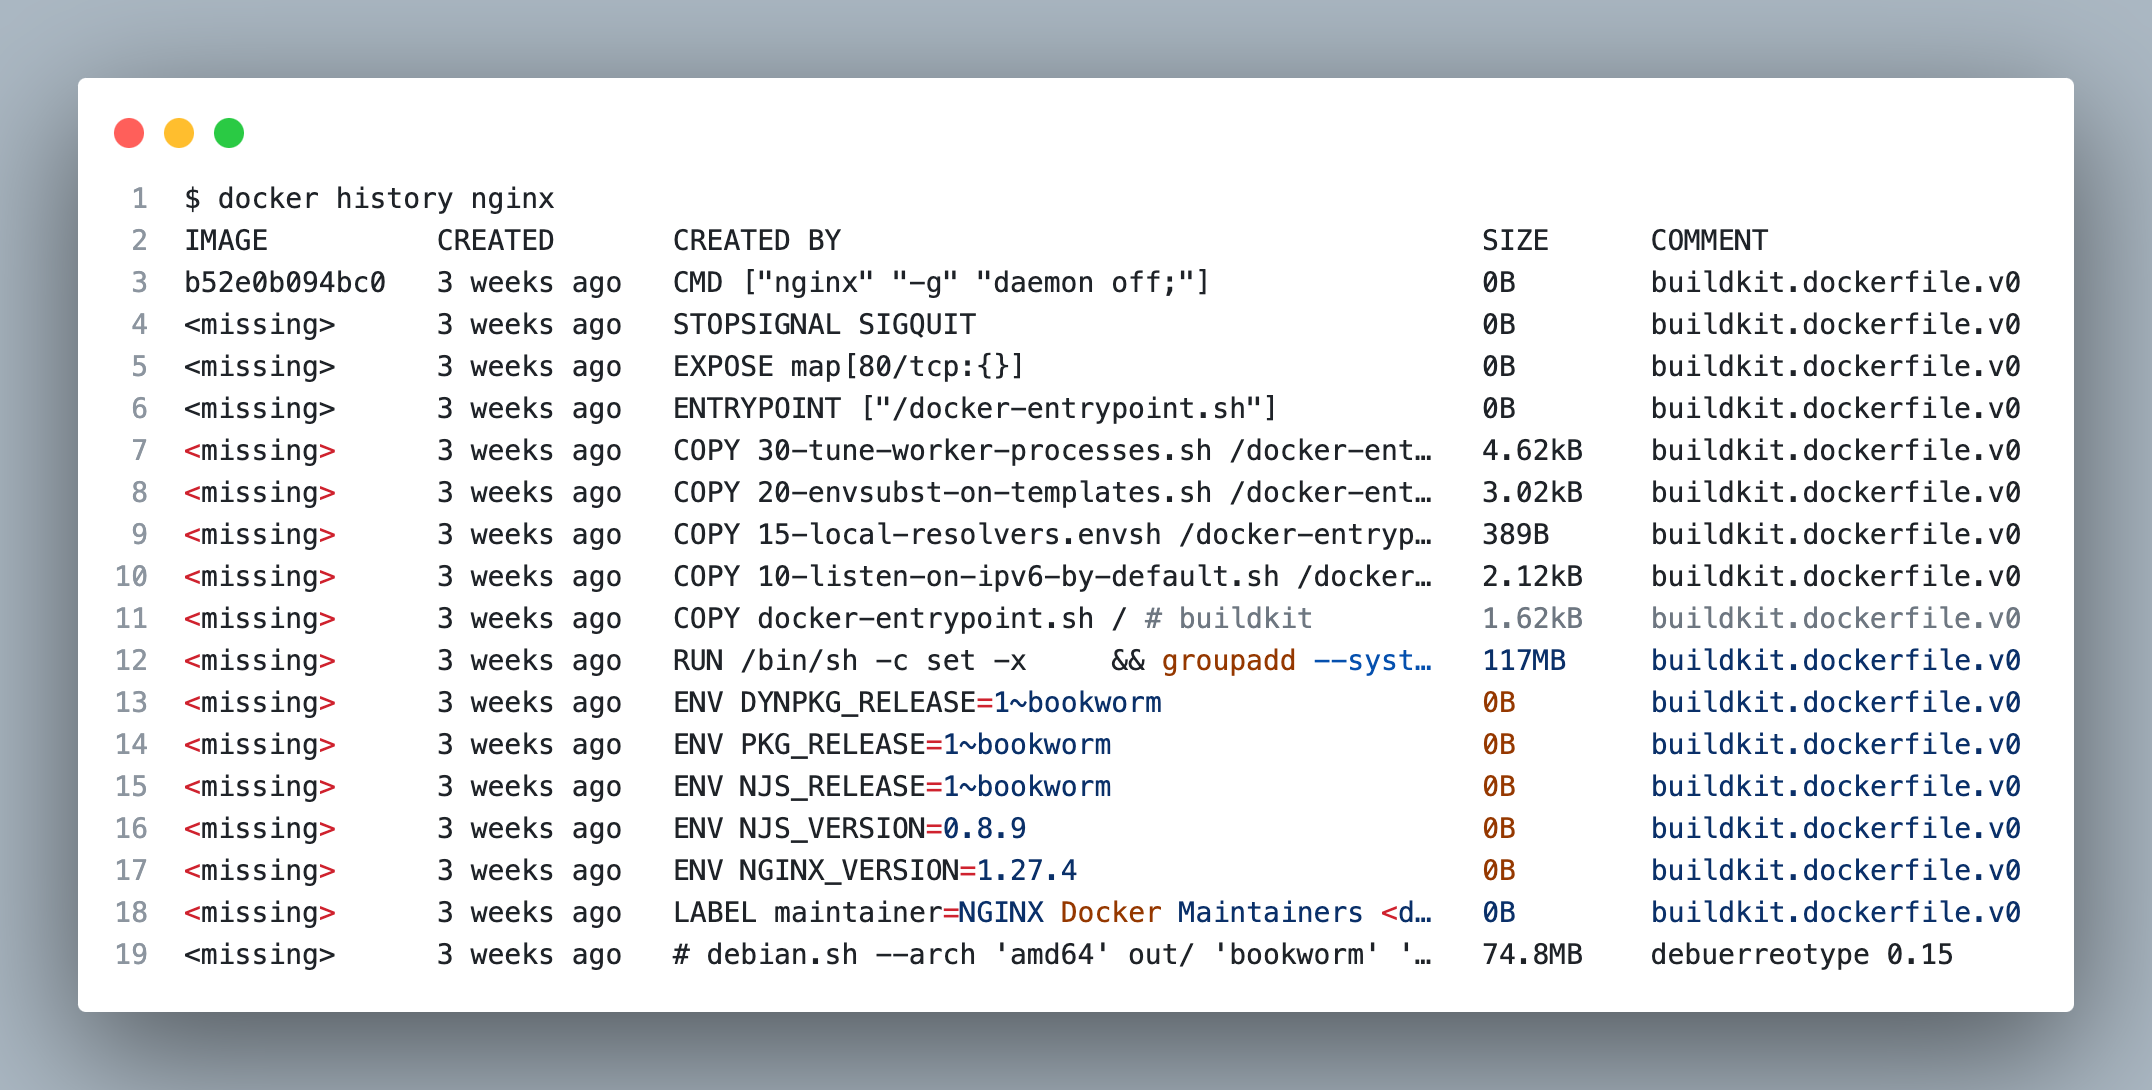 1 $ docker history nginx
2 IMAGE          CREATED       CREATED BY                                      SIZE      COMMENT
3 b52e0b094bc0   3 weeks ago   CMD ["nginx" "-g" "daemon off;"]                0B        buildkit.dockerfile.v0
4 <missing>      3 weeks ago   STOPSIGNAL SIGQUIT                              0B        buildkit.dockerfile.v0
5 <missing>      3 weeks ago   EXPOSE map[80/tcp:{}]                           0B        buildkit.dockerfile.v0
6 <missing>      3 weeks ago   ENTRYPOINT ["/docker-entrypoint.sh"]            0B        buildkit.dockerfile.v0
7 <missing>      3 weeks ago   COPY 30-tune-worker-processes.sh /docker-ent…   4.62kB    buildkit.dockerfile.v0
8 <missing>      3 weeks ago   COPY 20-envsubst-on-templates.sh /docker-ent…   3.02kB    buildkit.dockerfile.v0
9 <missing>      3 weeks ago   COPY 15-local-resolvers.envsh /docker-entryp…   389B      buildkit.dockerfile.v0
10 <missing>      3 weeks ago   COPY 10-listen-on-ipv6-by-default.sh /docker…   2.12kB    buildkit.dockerfile.v0
11 <missing>      3 weeks ago   COPY docker-entrypoint.sh / # buildkit          1.62kB    buildkit.dockerfile.v0
12 <missing>      3 weeks ago   RUN /bin/sh -c set -x     && groupadd --syst…   117MB     buildkit.dockerfile.v0
13 <missing>      3 weeks ago   ENV DYNPKG_RELEASE=1~bookworm                   0B        buildkit.dockerfile.v0
14 <missing>      3 weeks ago   ENV PKG_RELEASE=1~bookworm                      0B        buildkit.dockerfile.v0
15 <missing>      3 weeks ago   ENV NJS_RELEASE=1~bookworm                      0B        buildkit.dockerfile.v0
16 <missing>      3 weeks ago   ENV NJS_VERSION=0.8.9                           0B        buildkit.dockerfile.v0
17 <missing>      3 weeks ago   ENV NGINX_VERSION=1.27.4                        0B        buildkit.dockerfile.v0
18 <missing>      3 weeks ago   LABEL maintainer=NGINX Docker Maintainers <d…   0B        buildkit.dockerfile.v0
19 <missing>      3 weeks ago   # debian.sh --arch 'amd64' out/ 'bookworm' '…   74.8MB    debuerreotype 0.15